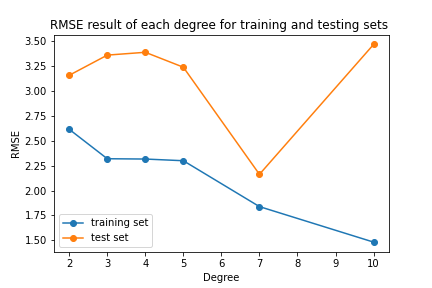 RMSE result of each degree for training and testing sets
3.50
3.25
3.00
2.75
2.50
2.25
2.00
1.75
1.50
RMSE
training set
test set
2 3 4 5 6 7 8 9 10
Degree